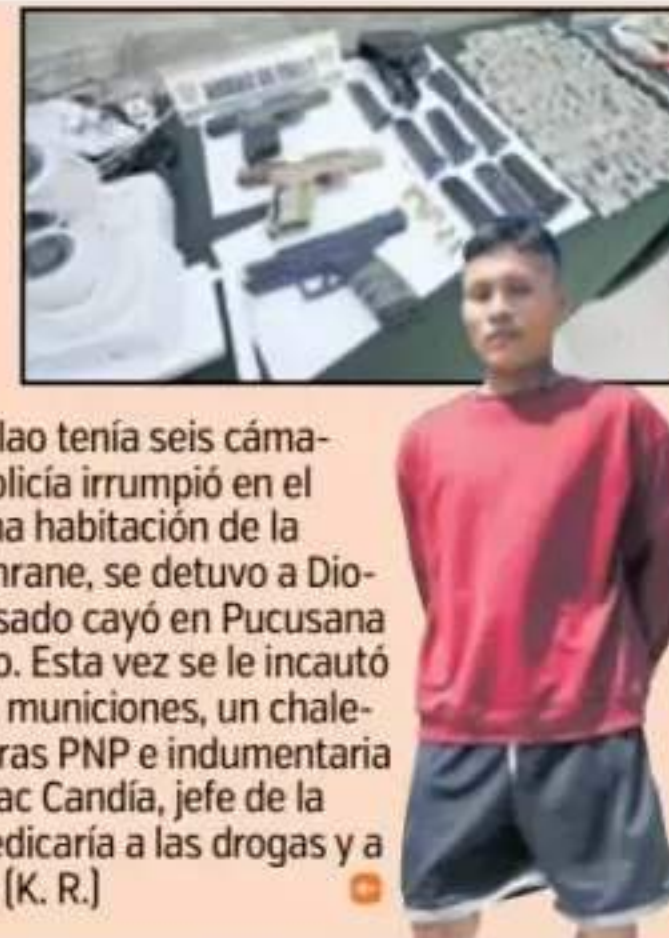 lao tenía seis cáma-
olicía irrumpió en el
na habitación de la
hrane, se detuvo a Dio-
sado cayó en Pucusana
o. Esta vez se le incautó
municiones, un chale-
ras PNP e indumentaria
ac Candía, jefe de la
edicaría a las drogas y a
(K. R.)